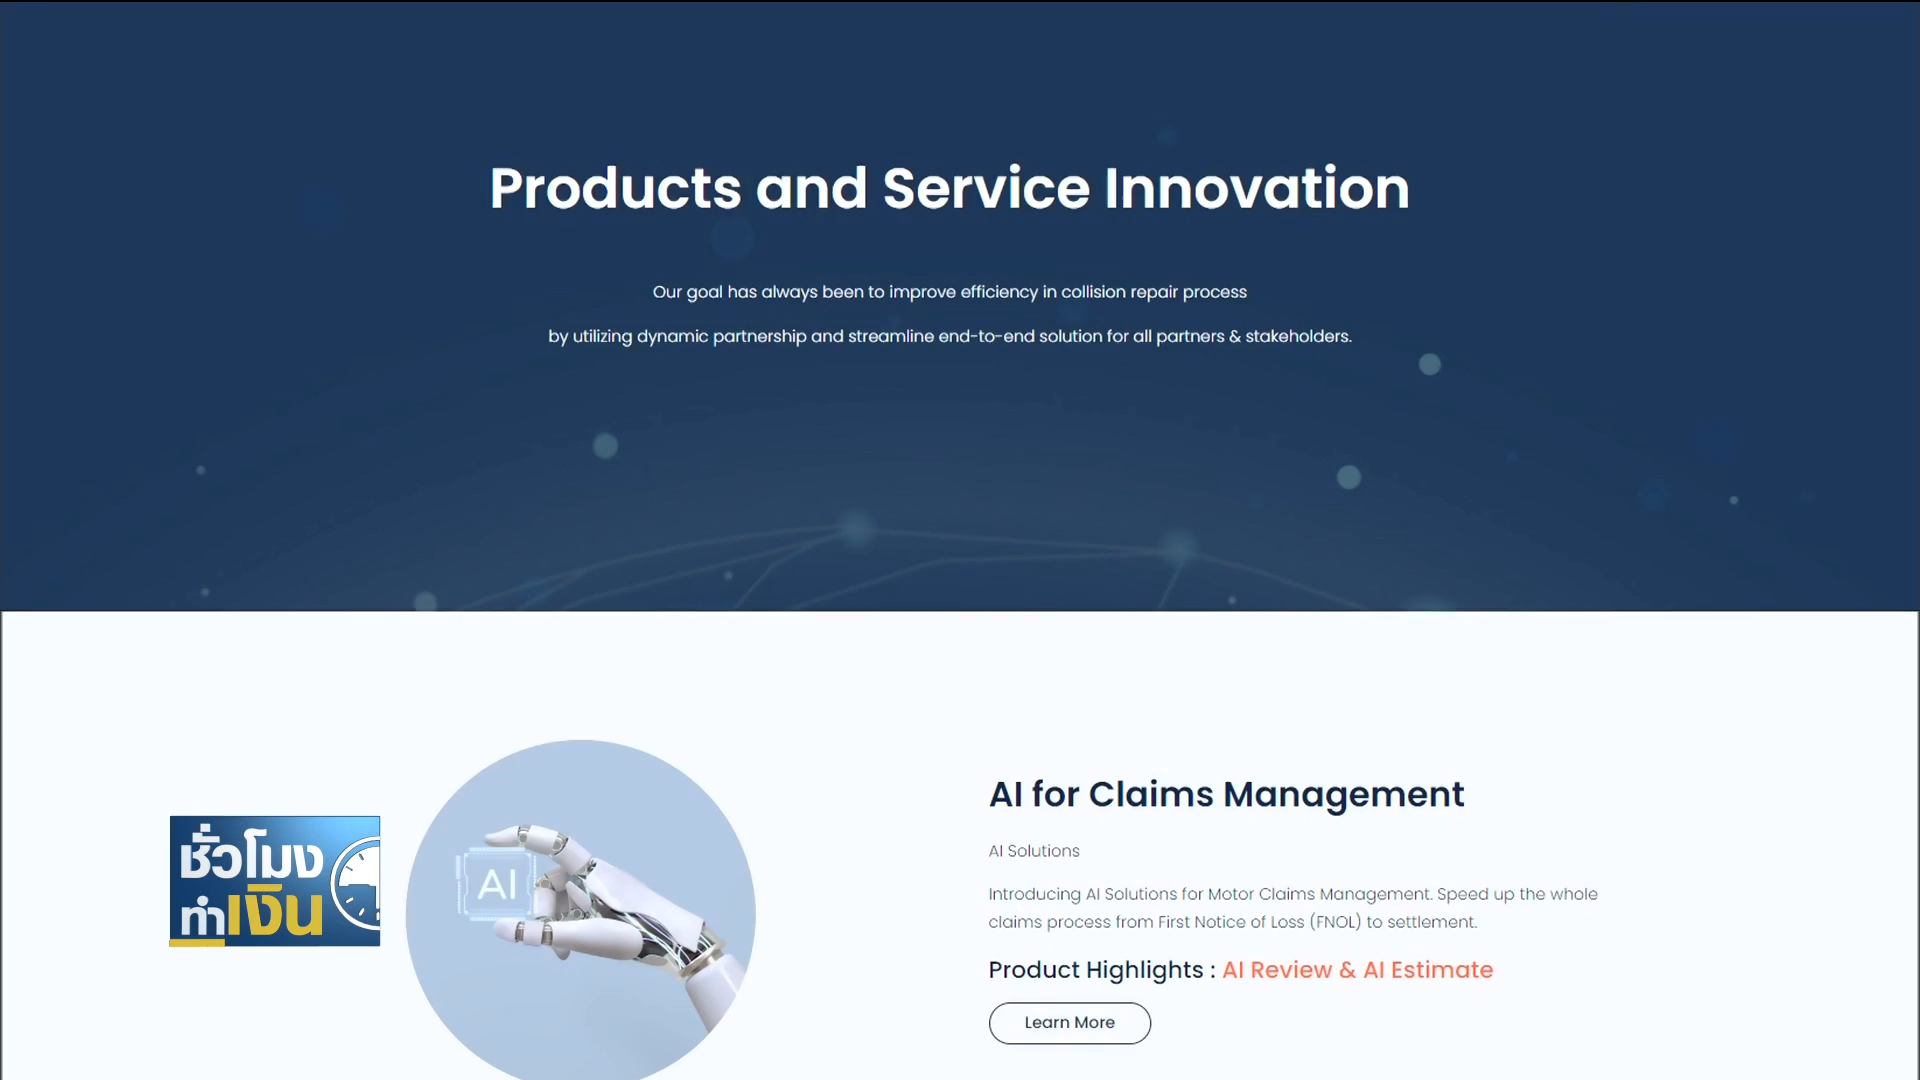 Products and Service Innovation
Our goal has always been to improve efficiency in collision repair process
by utilizing dynamic partnership and streamline end-to-end solution for all partners & stakeholders.
ชั่วโมง
ทำเงิน
AI
AI for Claims Management
AI Solutions
Introducing AI Solutions for Motor Claims Management. Speed up the whole
claims process from First Notice of Loss (FNOL) to settlement.
Product Highlights : AI Review & AI Estimate
Learn More